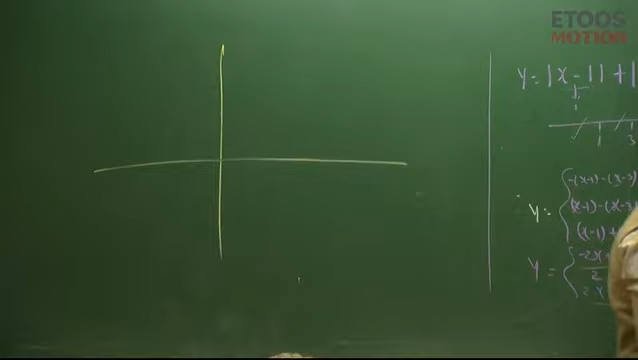 ETOOS
MOTION
y=|x-1|+|
1 3
y= -(x-1)-(x-3
(x-1)-(x-3
(x-1)+
y= -2x+
2
2x